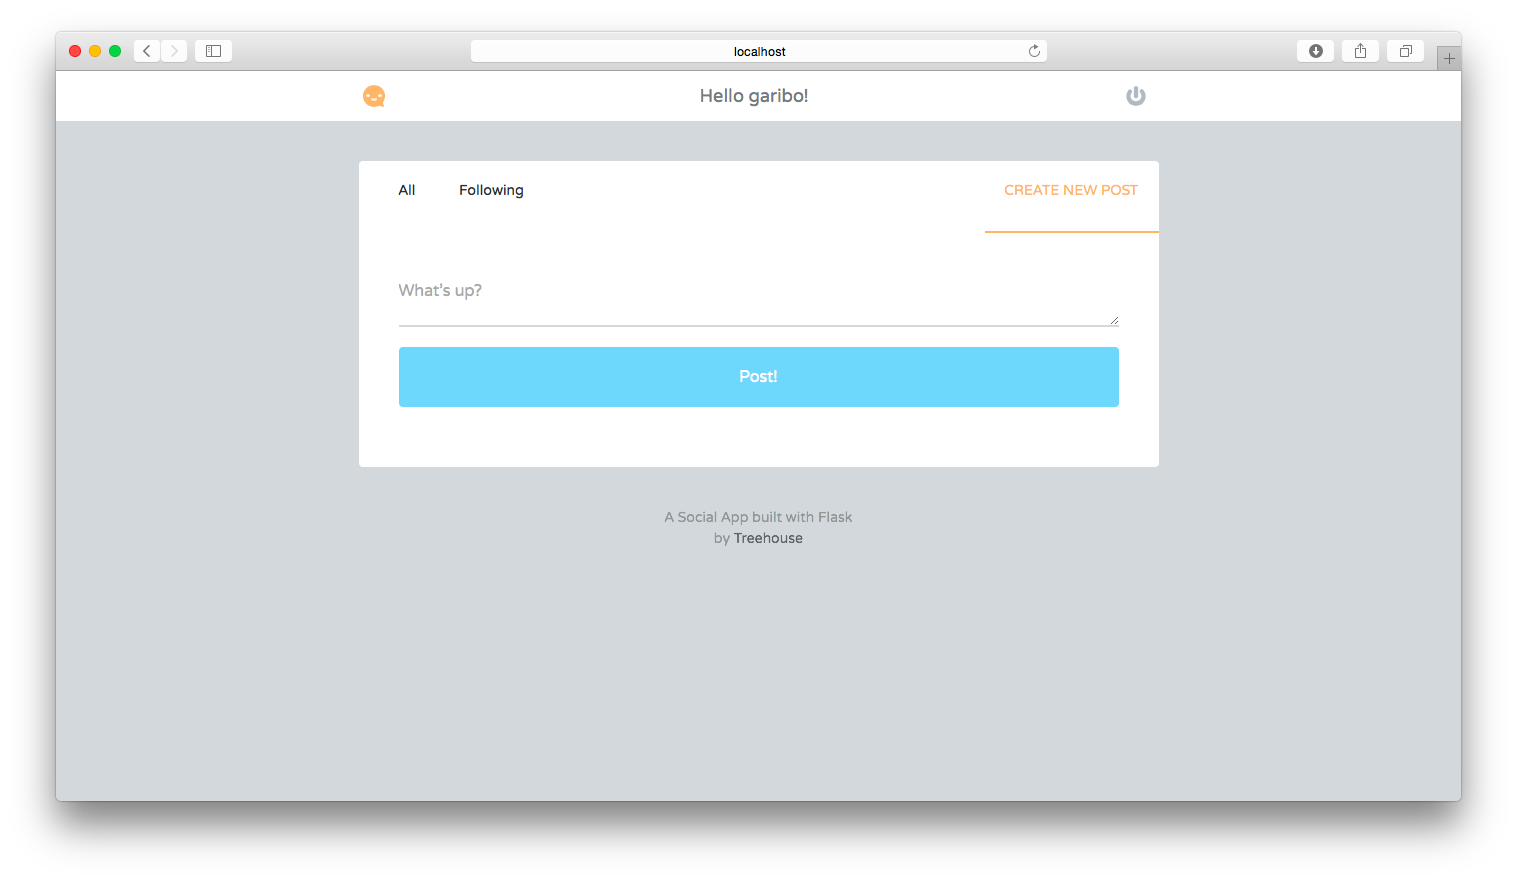 localhost
Hello garibo!
All Following CREATE NEW POST
What's up?
Post!
A Social App built with Flask
by Treehouse